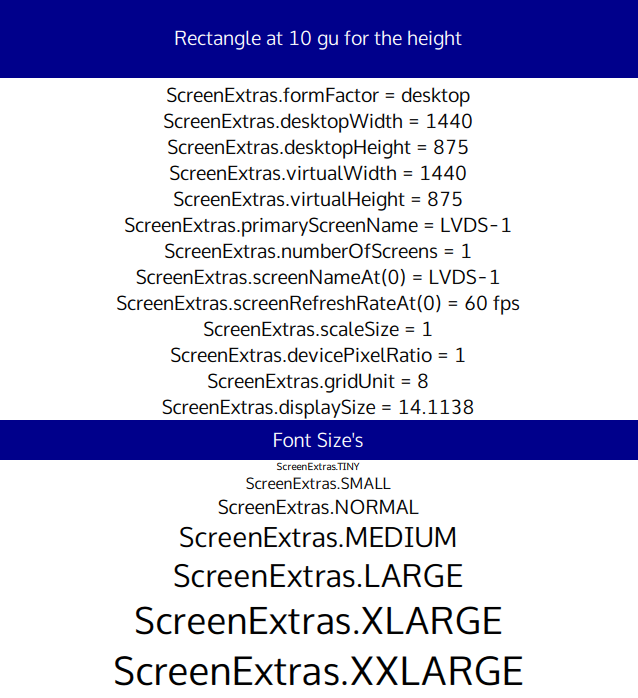 Rectangle at 10 gu for the height
ScreenExtras.formFactor = desktop
ScreenExtras.desktopWidth = 1440
ScreenExtras.desktopHeight = 875
ScreenExtras.virtualWidth = 1440
ScreenExtras.virtualHeight = 875
ScreenExtras.primaryScreenName = LVDS-1
ScreenExtras.numberOfScreens = 1
ScreenExtras.screenNameAt(0) = LVDS-1
ScreenExtras.screenRefreshRateAt(0) = 60 fps
ScreenExtras.scaleSize = 1
ScreenExtras.devicePixelRatio = 1
ScreenExtras.gridUnit = 8
ScreenExtras.displaySize = 14.1138
Font Size's
ScreenExtras.TINY
ScreenExtras.SMALL
ScreenExtras.NORMAL
ScreenExtras.MEDIUM
ScreenExtras.LARGE
ScreenExtras.XLARGE
ScreenExtras.XXLARGE